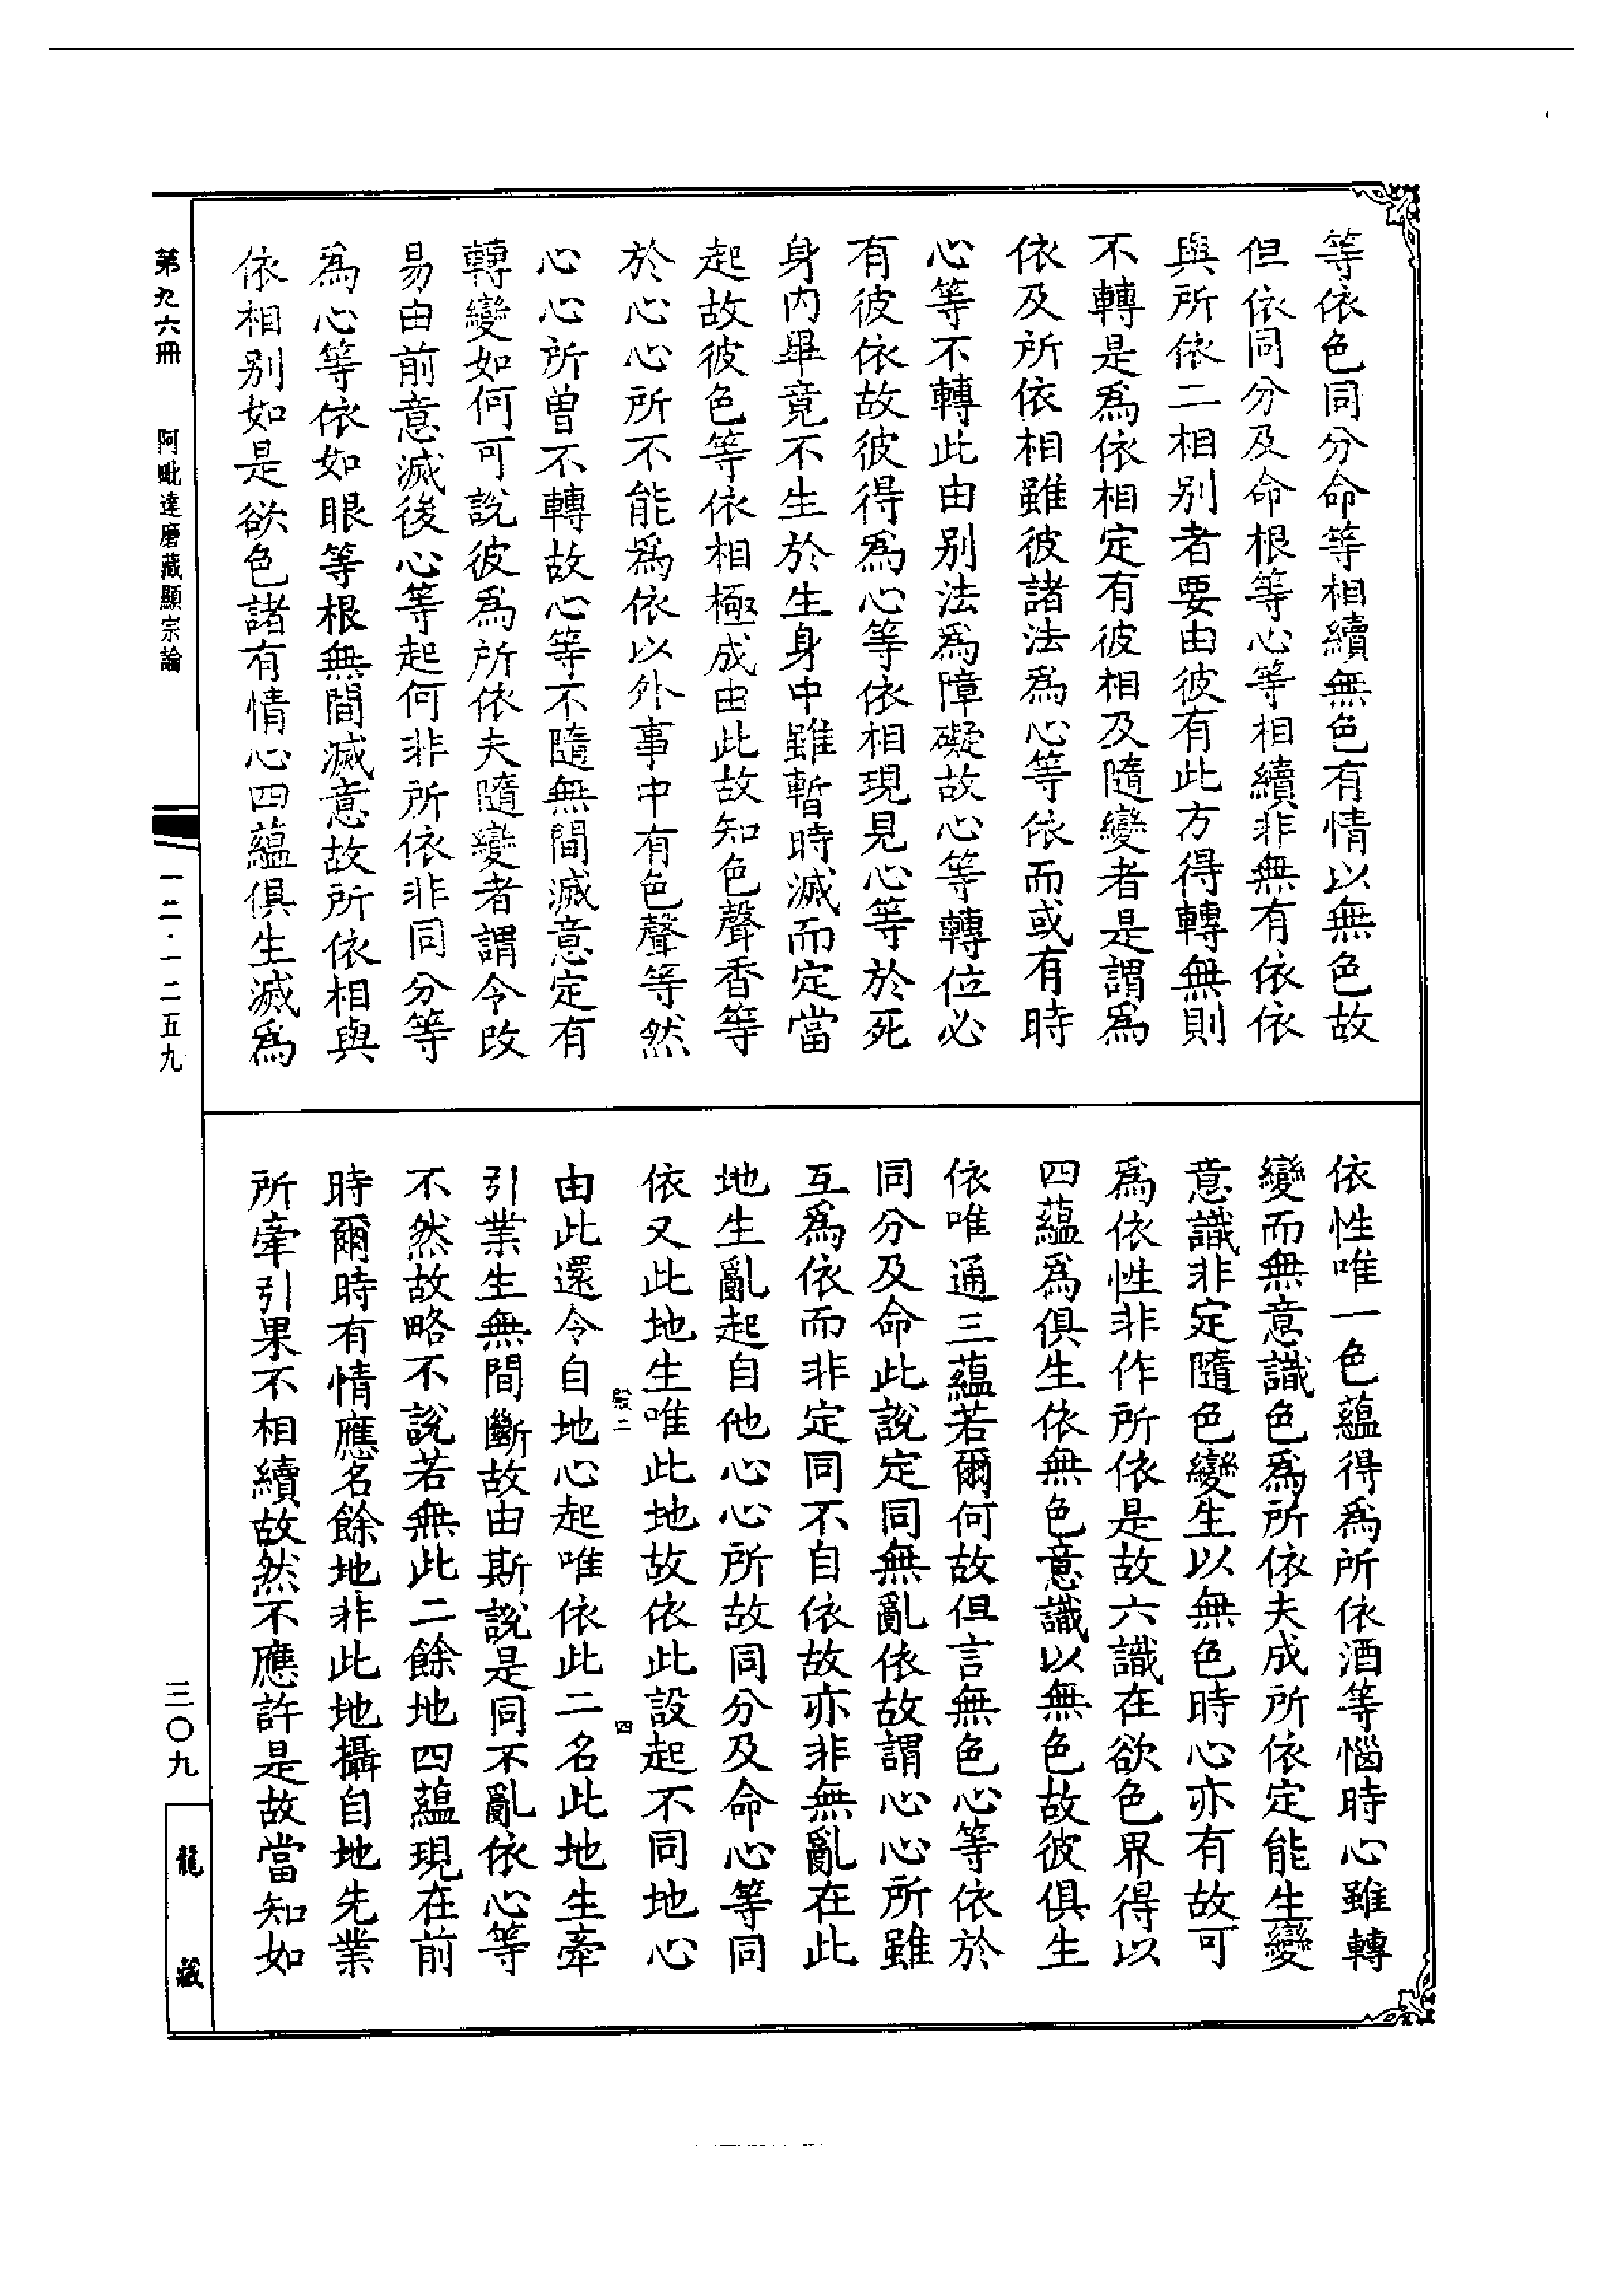 等依色同分命等相續無色有情以無色故
但依同分及命根等心等相續非無有依依
與所依二相别者要由彼有此方得轉無則
不轉是爲依相定有彼相及隨變者是謂爲
依及所依相雖彼諸法爲心等依而或有時
心等不轉此由别法爲障礙故心等轉位必
有彼依故彼得爲心等依相現見心等於死
身内畢竟不生於生身中雖暫時滅而定當
起故彼色等依相極成由此故知色聲香等
於心心所不能爲依以外事中有色聲等然
心心所曾不轉故心等不隨無間滅意定有
轉變如何可說彼爲所依夫隨變者謂令改
易由前意滅後心等起何非所依非同分等
爲心等依如眼等根無間滅意故所依相與
依相别如是欲色諸有情心四蘊俱生滅爲
依性唯一色蘊得爲所依酒等惱時心雖轉
變而無意識色爲所依夫成所依定能生變
意識非定隨色變生以無色時心亦有故可
爲依性非作所依是故六識在欲色界得以
四蘊爲俱生依無色意識以無色故彼俱生
依唯通三蘊若爾何故但言無色心等依於
同分及命此說定同無亂依故謂心心所雖
互爲依而非定同不自依故亦非無亂在此
地生亂起自他心心所故同分及命心等同
依又此地生唯此地故依此設起不同地心
殷二 四
由此還令自地心起唯依此二名此地生牽
引業生無間斷故由斯說是同不亂依心等
不然故略不說若無此二餘地四蘊現在前
時爾時有情應名餘地非此地攝自地先業
所牽引果不相續故然不應許是故當知如
第九六冊 阿毗達磨藏顯宗論
一二·一二五九
三〇九
龍藏